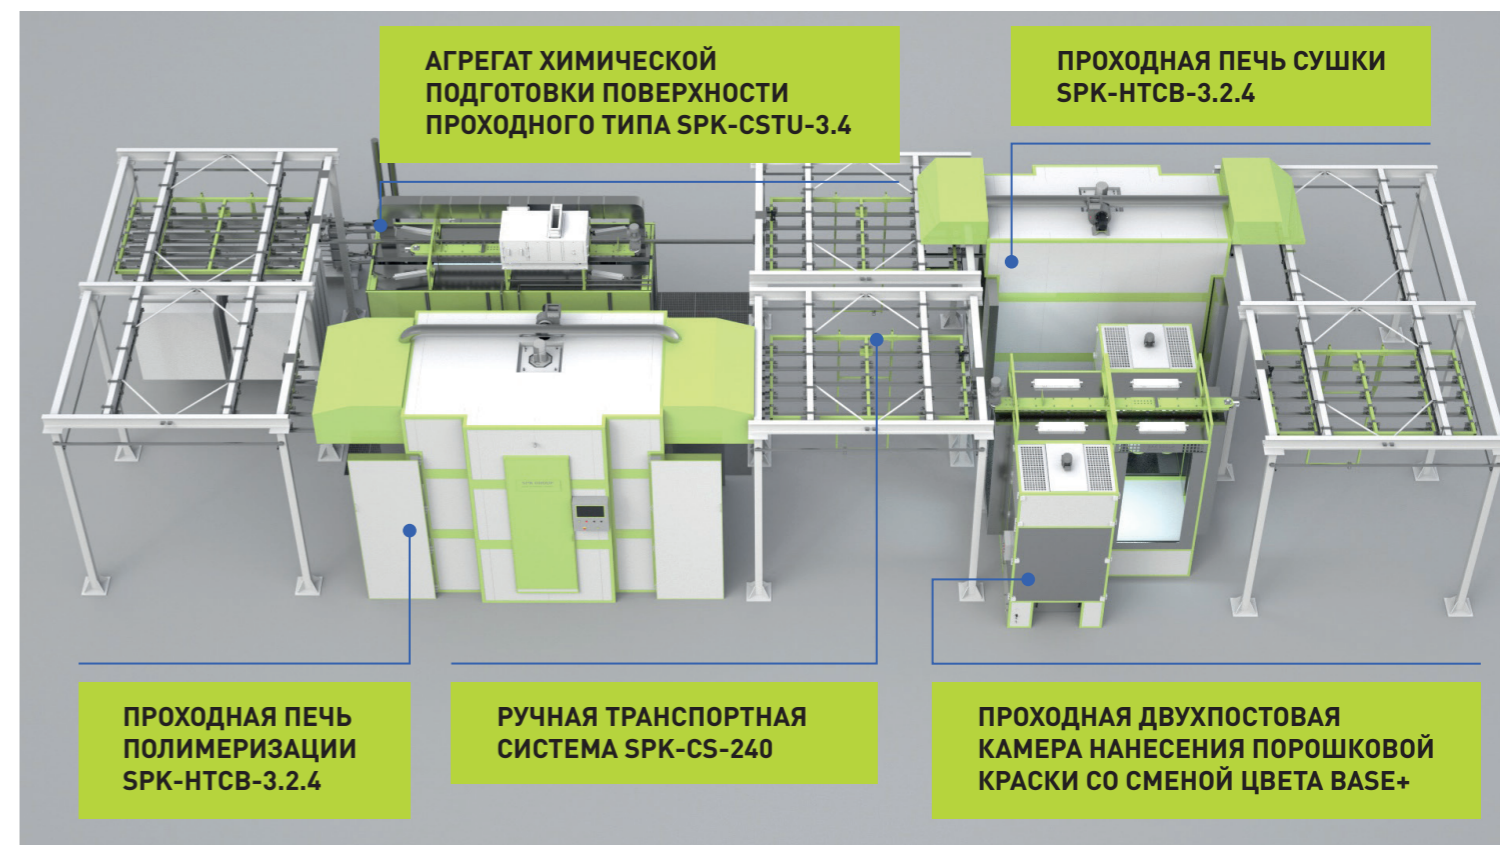 АГРЕГАТ ХИМИЧЕСКОЙ
ПОДГОТОВКИ ПОВЕРХНОСТИ
ПРОХОДНОГО ТИПА SPK-CSTU-3.4
ПРОХОДНАЯ ПЕЧЬ СУШКИ
SPK-HTCB-3.2.4
ПРОХОДНАЯ ПЕЧЬ
ПОЛИМЕРИЗАЦИИ
SPK-HTCB-3.2.4
РУЧНАЯ ТРАНСПОРТНАЯ
СИСТЕМА SPK-CS-240
ПРОХОДНАЯ ДВУХПОСТОВАЯ
КАМЕРА НАНЕСЕНИЯ ПОРОШКОВОЙ
КРАСКИ СО СМЕНОЙ ЦВЕТА BASE+